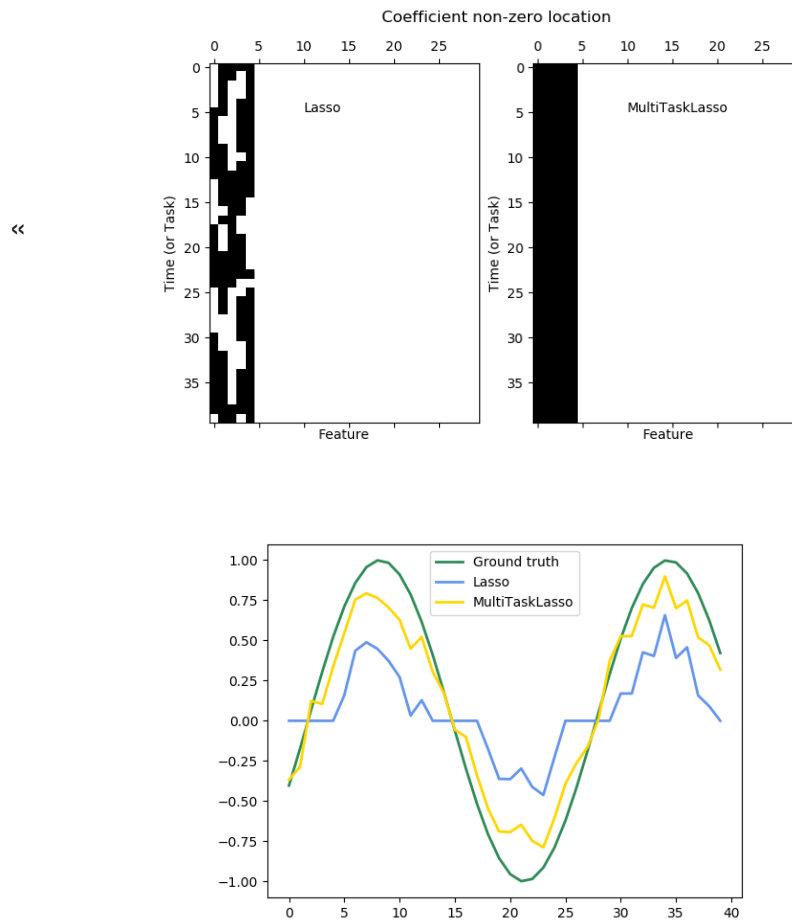 Coefficient non-zero location
0 5 10 15 20 25
0 5 10 15 20 25
0
5
10
15
20
25
30
35
Time (or Task)
Lasso
Feature
0
5
10
15
20
25
30
35
Time (or Task)
MultiTaskLasso
Feature
«
1.00
0.75
0.50
0.25
0.00
−0.25
−0.50
−0.75
−1.00
Ground truth
Lasso
MultiTaskLasso
0 5 10 15 20 25 30 35 40